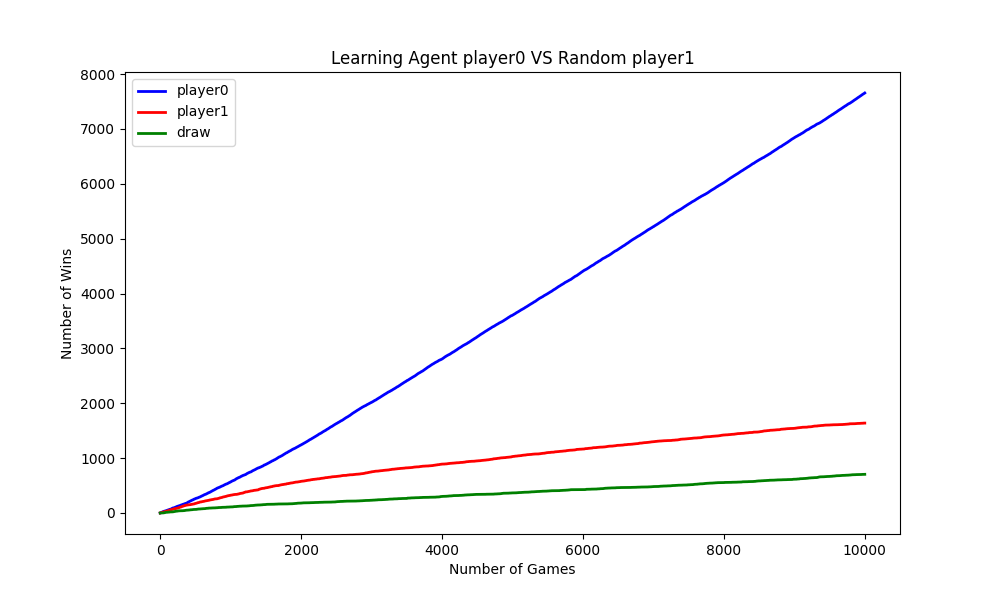 Learning Agent player0 VS Random player1
player0
player1
draw
8000
7000
6000
5000
4000
3000
2000
1000
0
Number of Wins
0 2000 4000 6000 8000 10000
Number of Games